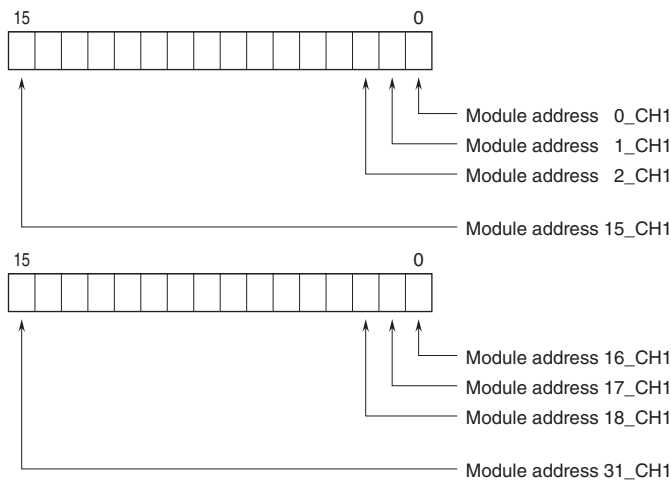 15 0
Module address 0_CH1
Module address 1_CH1
Module address 2_CH1
Module address 15_CH1
15 0
Module address 16_CH1
Module address 17_CH1
Module address 18_CH1
Module address 31_CH1